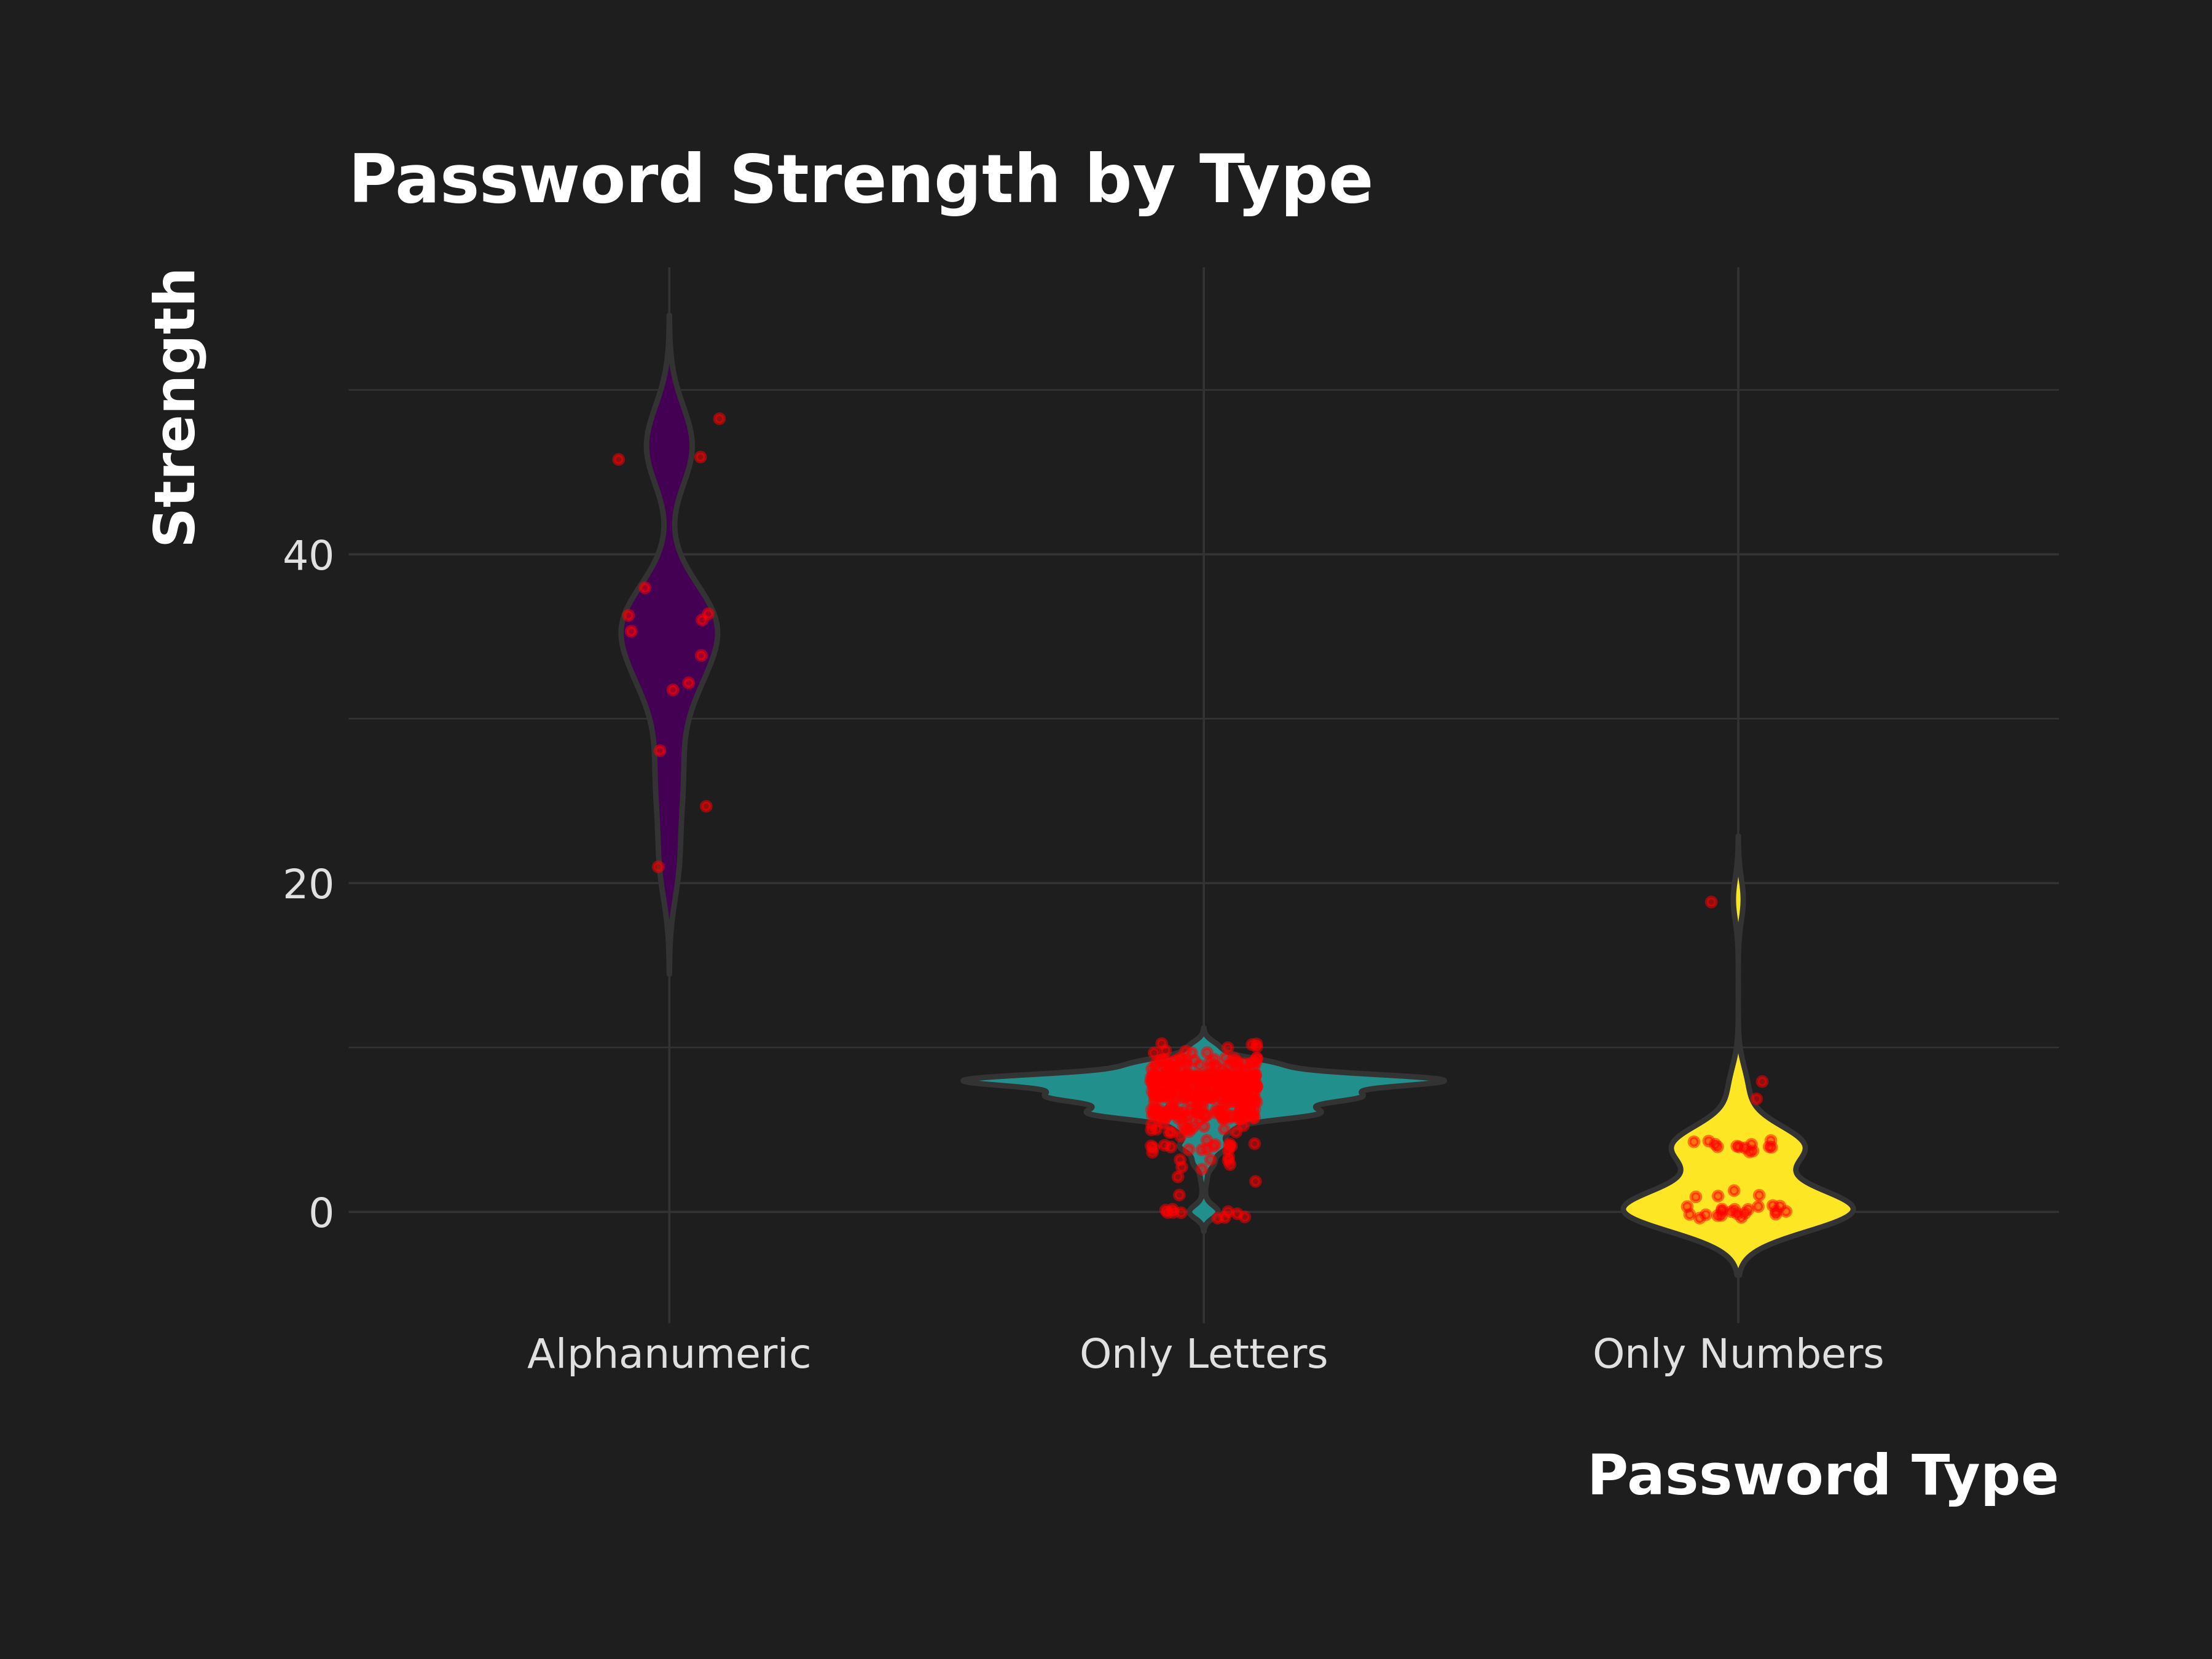 Password Strength by Type
Strength
40
20
0
Alphanumeric
Only Letters
Only Numbers
Password Type